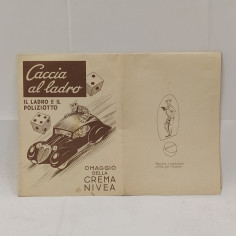 Caccia
al ladro
IL LADRO E IL
POLIZIOTTO
OMAGGIO
DELLA
CREMA
NIVEA